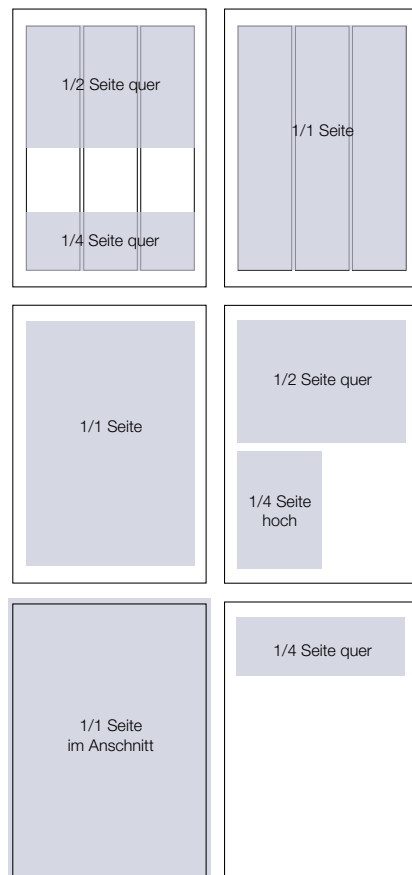 1/2 Seite quer
1/4 Seite quer
1/1 Seite
1/1 Seite
1/2 Seite quer
1/4 Seite
hoch
1/1 Seite
im Anschnitt
1/4 Seite quer